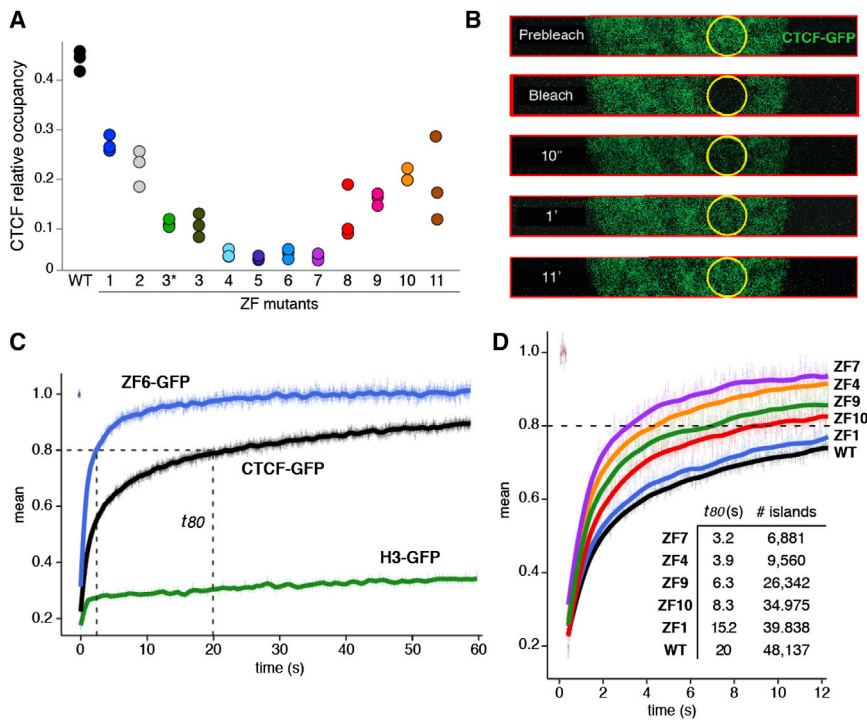 A
CTCF relative occupancy
0.4
0.3
0.2
0.1
0
WT 1 2 3* 3 4 5 6 7 8 9 10 11
ZF mutants
B
Prebleach CTCF-GFP
Bleach
10″
1'
11'
C
mean
1.0
0.8
0.6
0.4
0.2
ZF6-GFP
CTCF-GFP
t80
H3-GFP
0 10 20 30 40 50 60
time (s)
D
mean
1.0
0.8
0.6
0.4
0.2
ZF7
ZF4
ZF9
ZF10
ZF1
WT
t80(s) # islands
ZF7 3.2 6,881
ZF4 3.9 9,560
ZF9 6.3 26,342
ZF10 8.3 34.975
ZF1 15.2 39.838
WT 20 48,137
0 2 4 6 8 10 12
time (s)